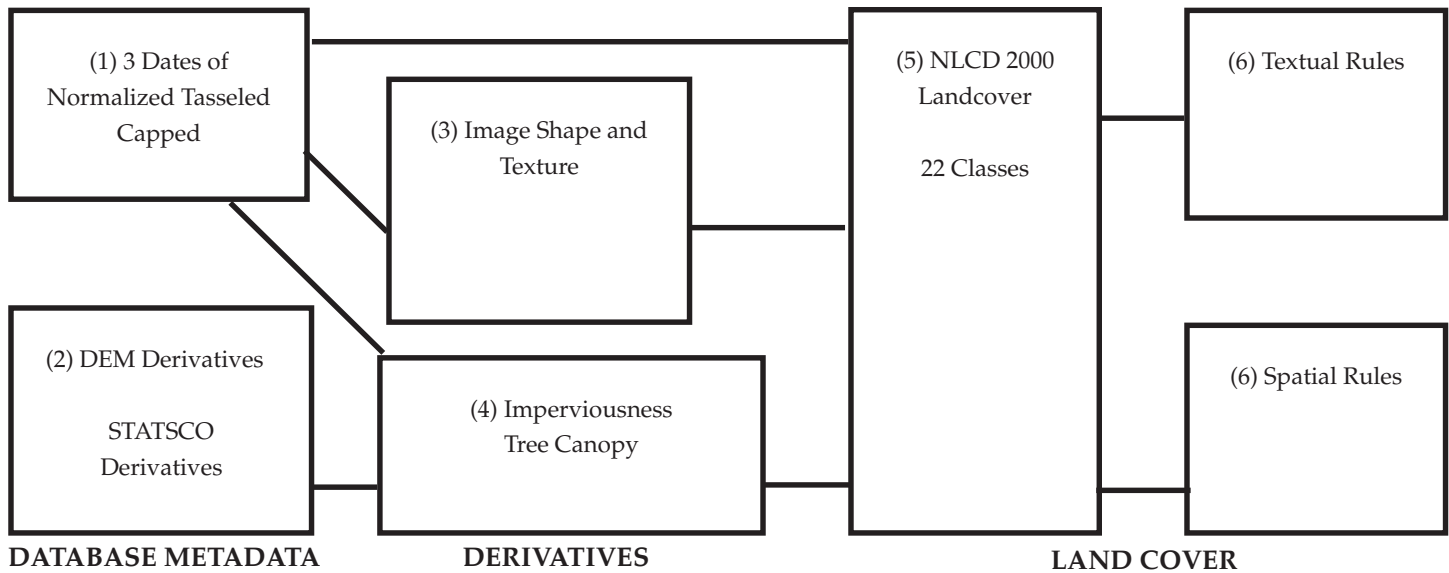 (1) 3 Dates of
Normalized Tasseled
Capped
(2) DEM Derivatives
STATSCO
Derivatives
(3) Image Shape and
Texture
(4) Imperviousness
Tree Canopy
(5) NLCD 2000
Landcover
22 Classes
(6) Textual Rules
(6) Spatial Rules
DATABASE METADATA
DERIVATIVES
LAND COVER